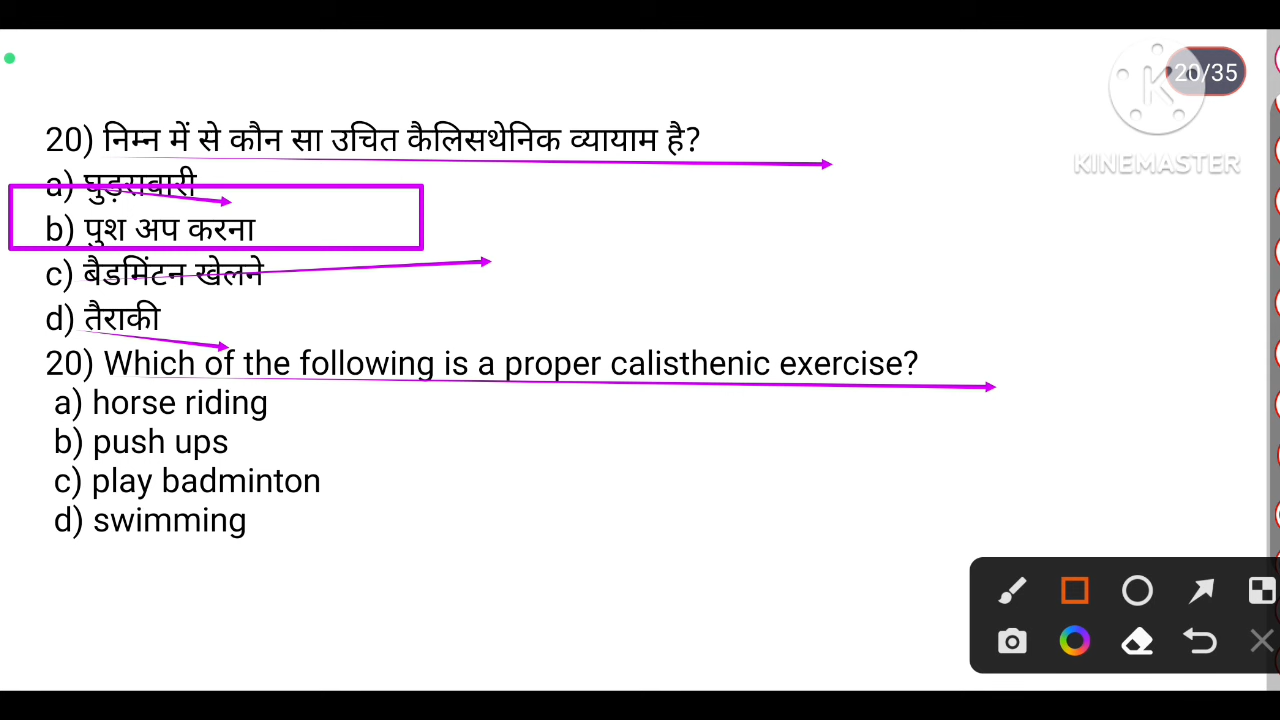 20/35
KINEMASTER
20) निम्न में से कौन सा उचित कैलिसथेनिक व्यायाम है?
a) घुड़सवारी
b) पुश अप करना
c) बैडमिंटन खेलने
d) तैराकी
20) Which of the following is a proper calisthenic exercise?
a) horse riding
b) push ups
c) play badminton
d) swimming